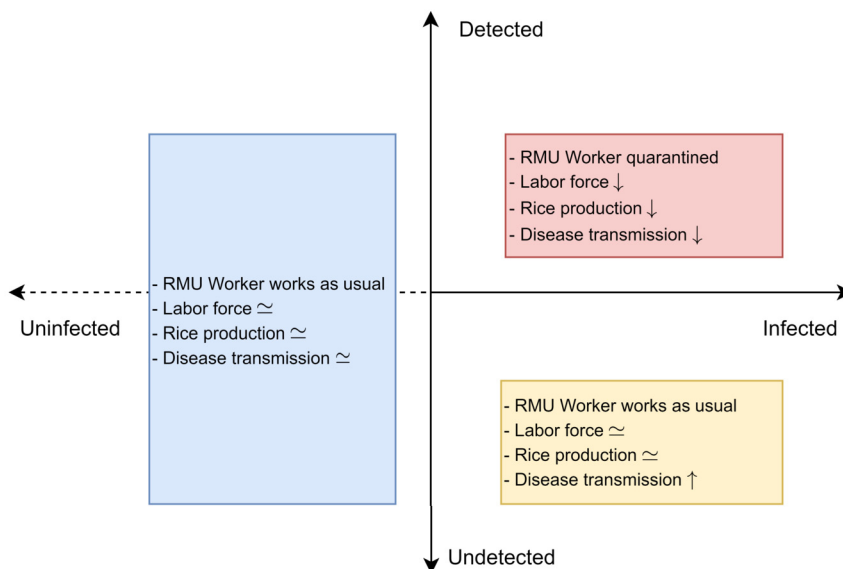 Detected
- RMU Worker quarantined
- Labor force ↓
- Rice production ↓
- Disease transmission ↓
- RMU Worker works as usual
- Labor force ≃
- Rice production ≃
- Disease transmission ≃
Uninfected
Infected
- RMU Worker works as usual
- Labor force ≃
- Rice production ≃
- Disease transmission ↑
Undetected